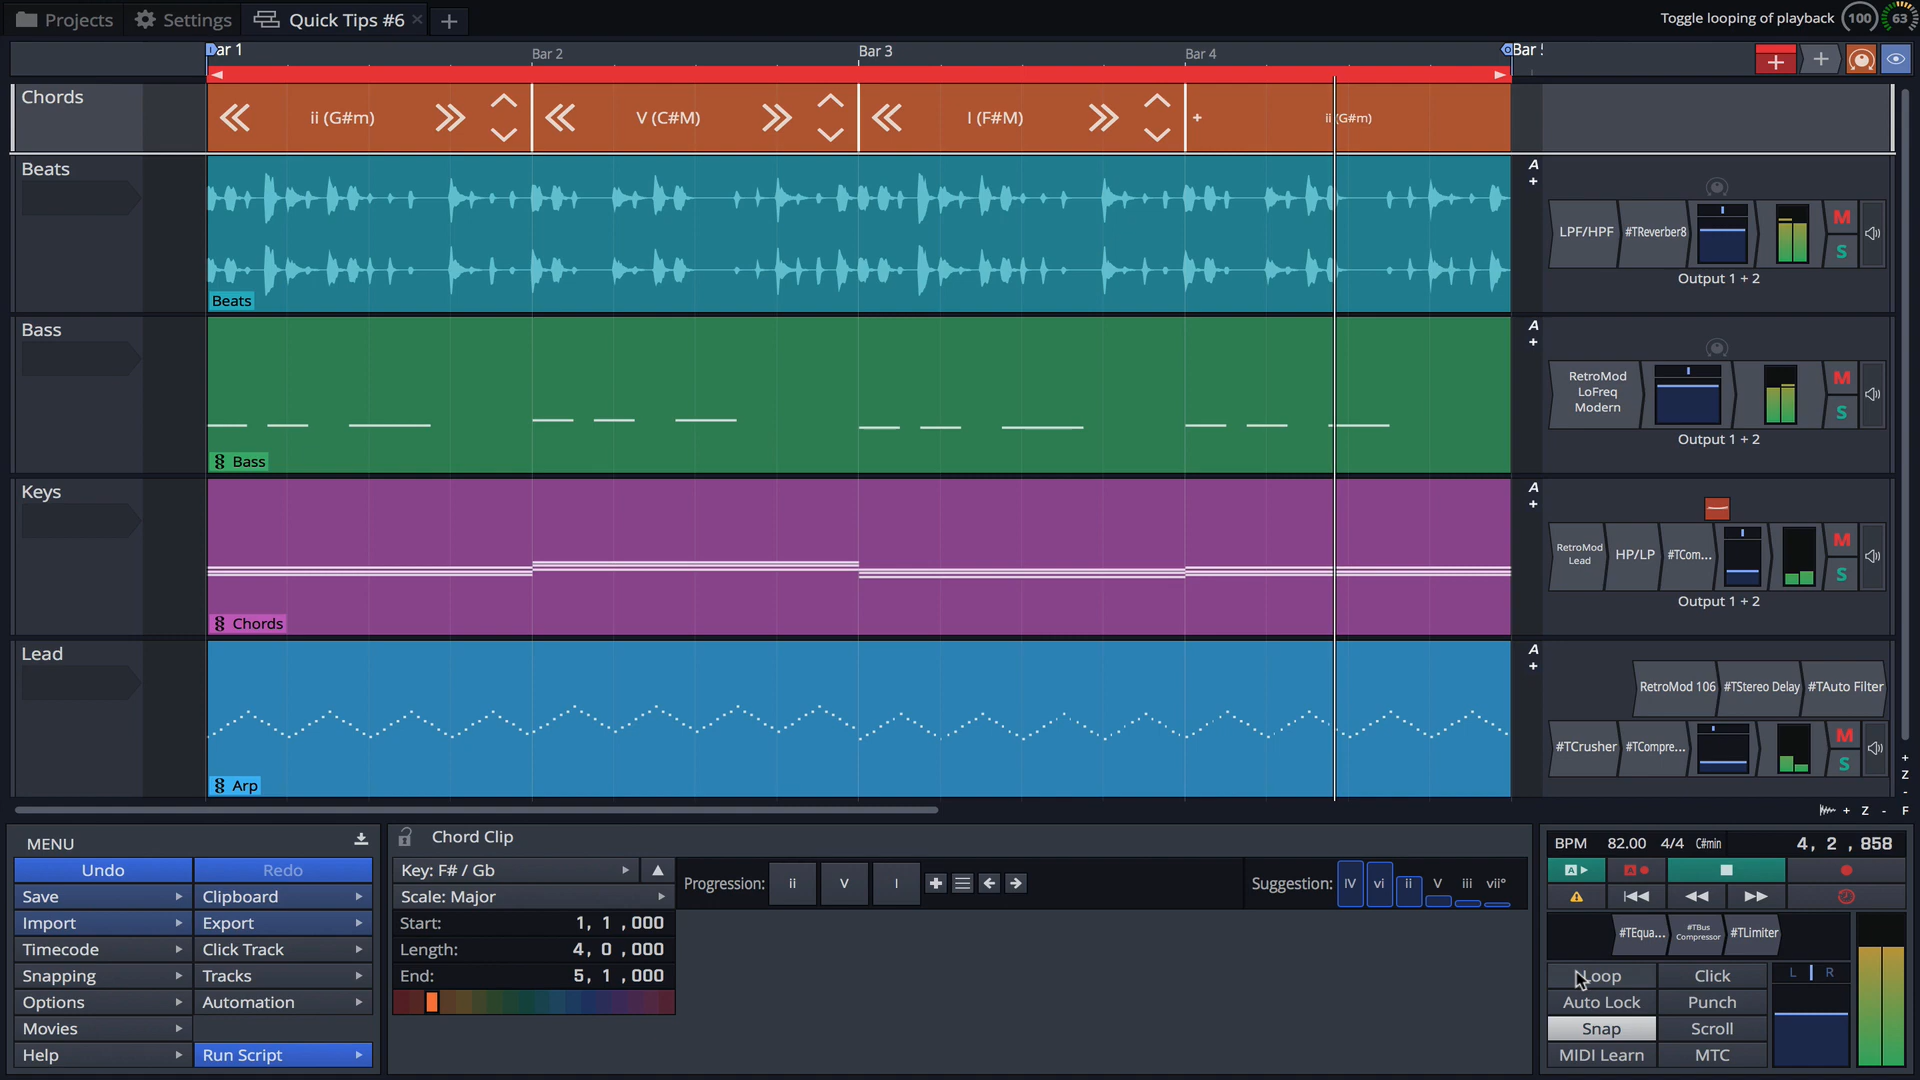 Projects
Settings
Quick Tips #6
Toggle looping of playback
100
63
ar 1
Bar 2
Bar 3
Bar 4
Bar
Chords
ii (G#m)
V (C#M)
I (F#M)
ii (G#m)
Beats
Beats
A
LPF/HPF
#TReverb8
M
S
Output 1 + 2
Bass
Bass
A
RetroMod
LoFreq
Modern
M
S
Output 1 + 2
Keys
Chords
A
RetroMod
Lead
HP/LP
#TCom...
M
S
Output 1 + 2
Lead
Arp
A
RetroMod 106
#TStereo Delay
#TAuto Filter
#TCrusher
#TCompre...
M
S
+
Z
-
+ Z - F
MENU
Undo
Redo
Save
Clipboard
Import
Export
Timecode
Click Track
Snapping
Tracks
Options
Automation
Movies
Help
Run Script
Chord Clip
Key: F# / Gb
Scale: Major
Start: 1, 1 ,000
Length: 4, 0 ,000
End: 5, 1 ,000
Progression: ii V I
Suggestion: IV vi ii V iii vii°
BPM 82.00 4/4 C#min 4, 2 , 858
A
A
#TEqua...
#TBus
Compressor
#TLimiter
Loop
Click
L R
Auto Lock
Punch
Snap
Scroll
MIDI Learn
MTC